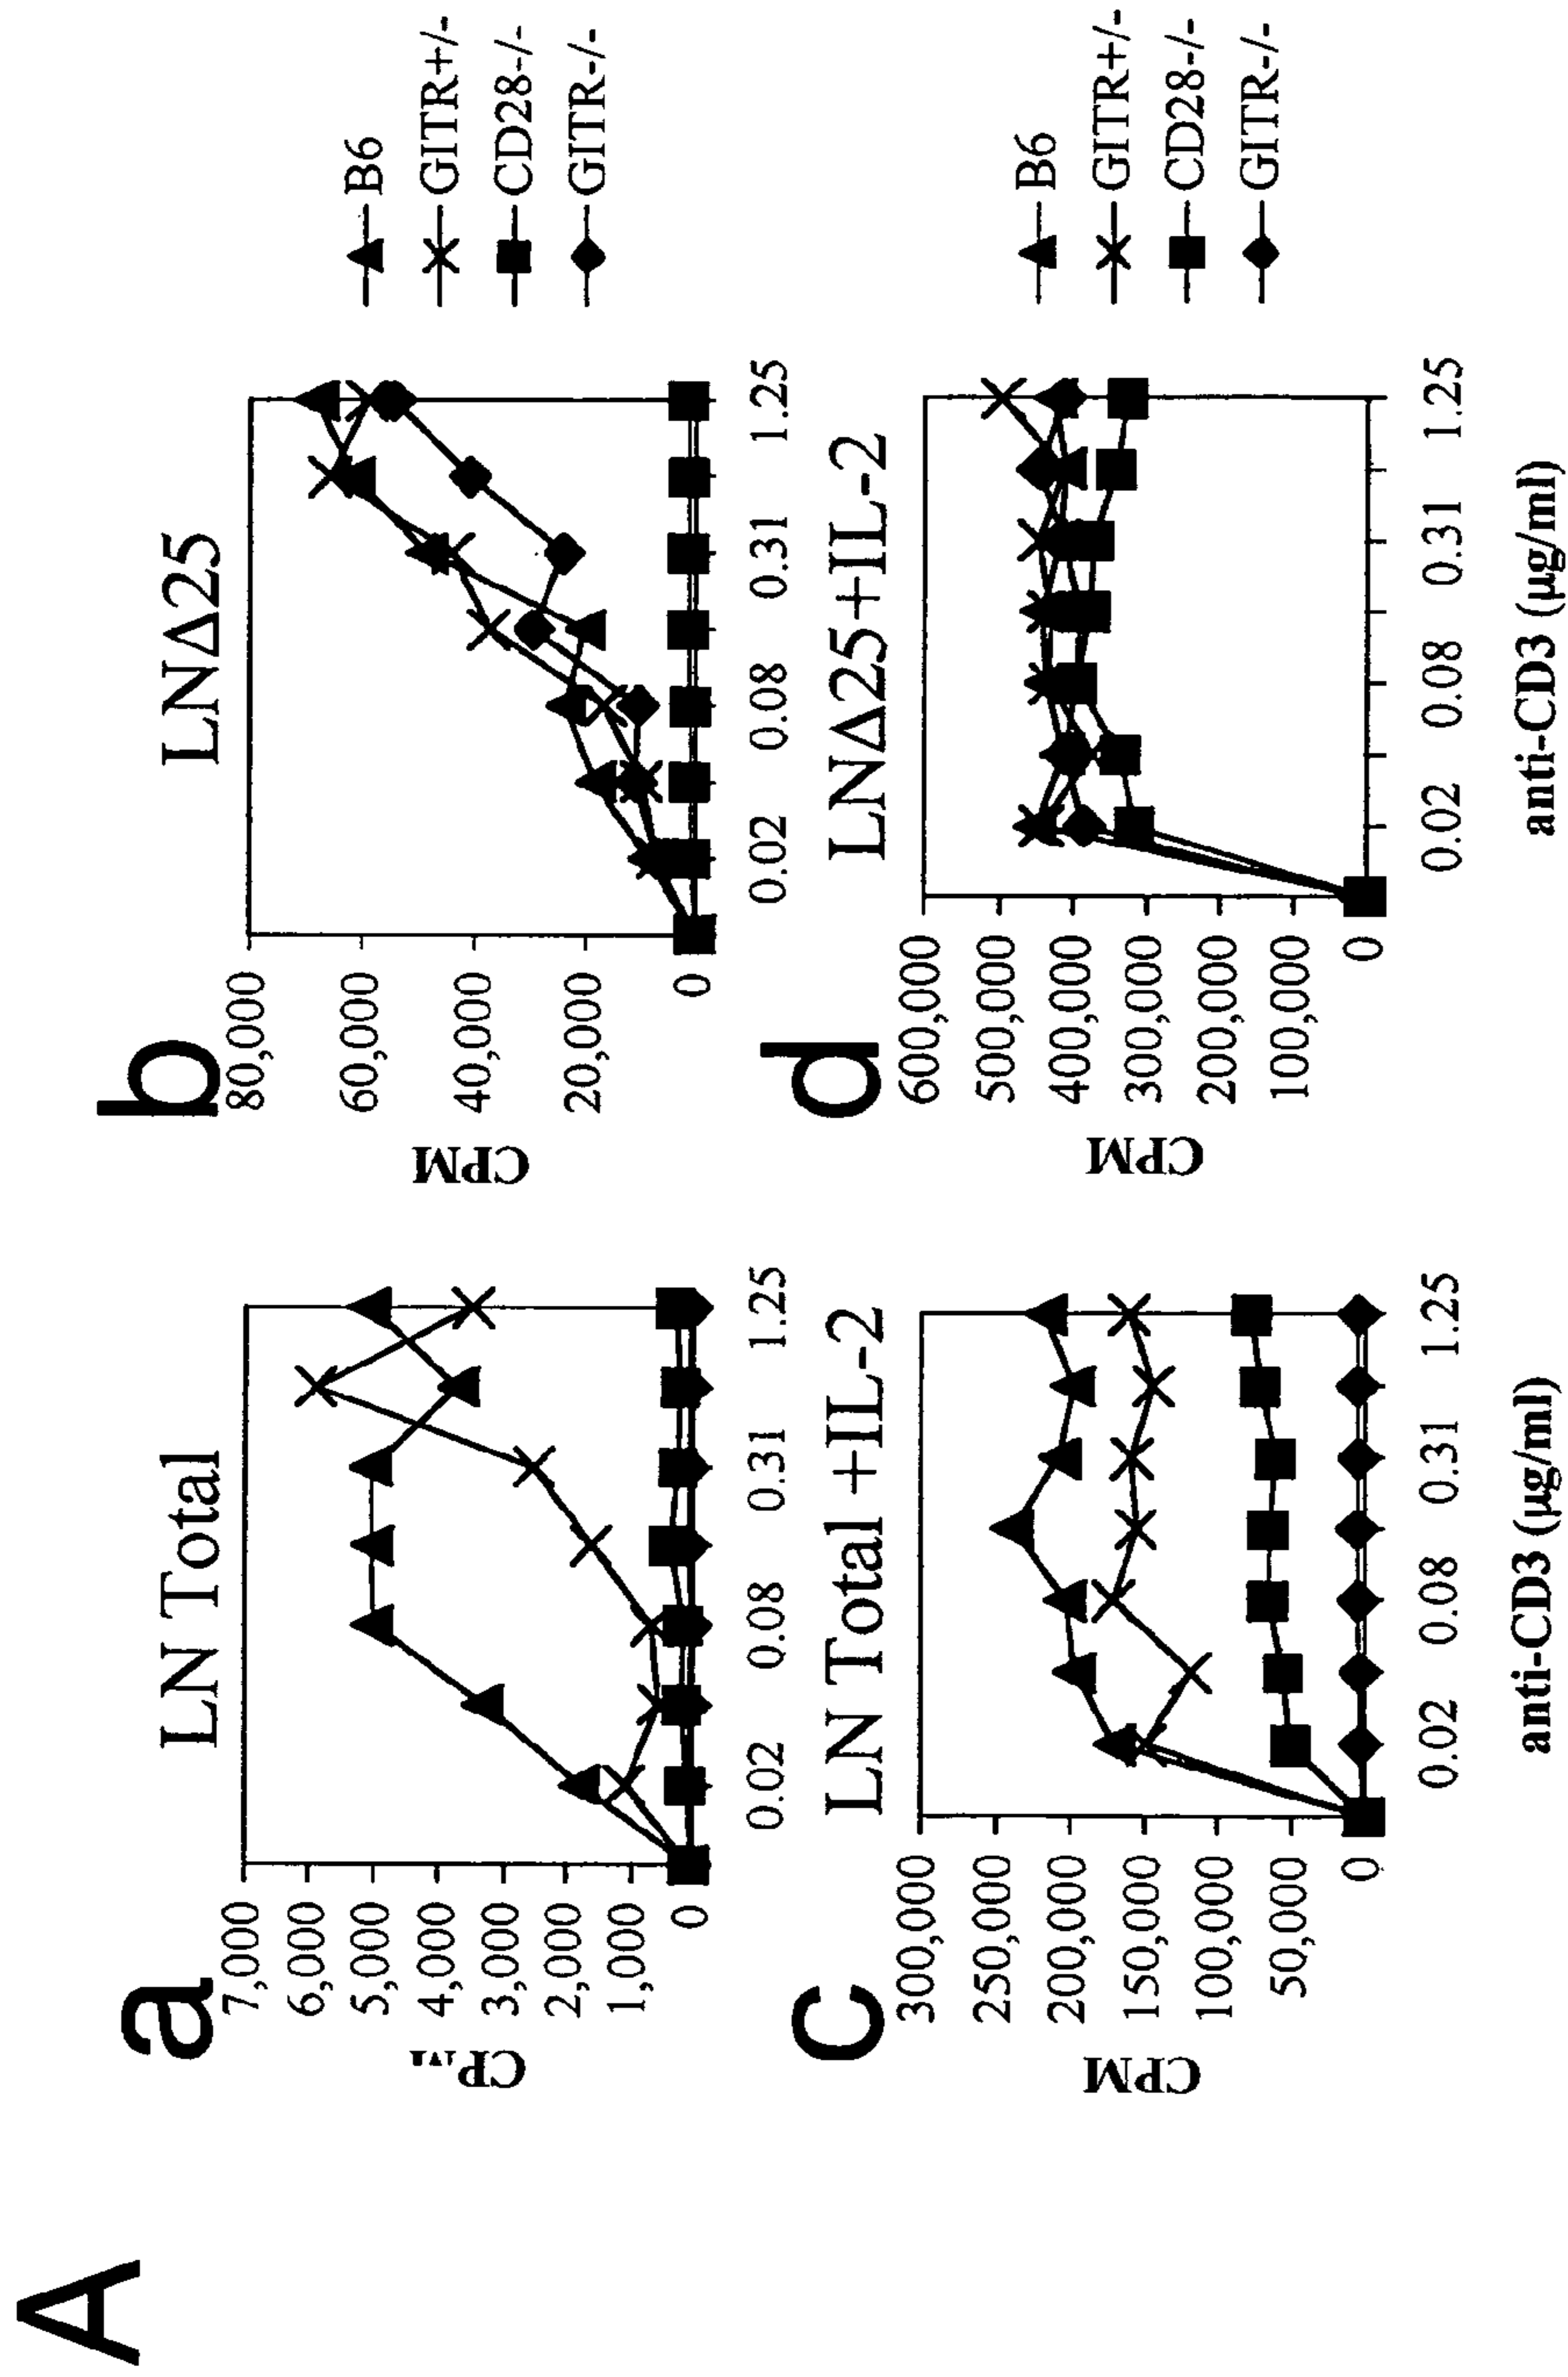 A
a
LN Total
CPM
7,000
6,000
5,000
4,000
3,000
2,000
1,000
0
0.02 0.08 0.31 1.25
b
LNΔ25
CPM
80,000
60,000
40,000
20,000
0
0.02 0.08 0.31 1.25
B6
GITR+/-
CD28-/-
GITR-/-
c
LN Total +IL-2
CPM
300,000
250,000
200,000
150,000
100,000
50,000
0
0.02 0.08 0.31 1.25
anti-CD3 (µg/ml)
d
LNΔ25+IL-2
CPM
600,000
500,000
400,000
300,000
200,000
100,000
0
0.02 0.08 0.31 1.25
anti-CD3 (µg/ml)
B6
GITR+/-
CD28-/-
GITR-/-